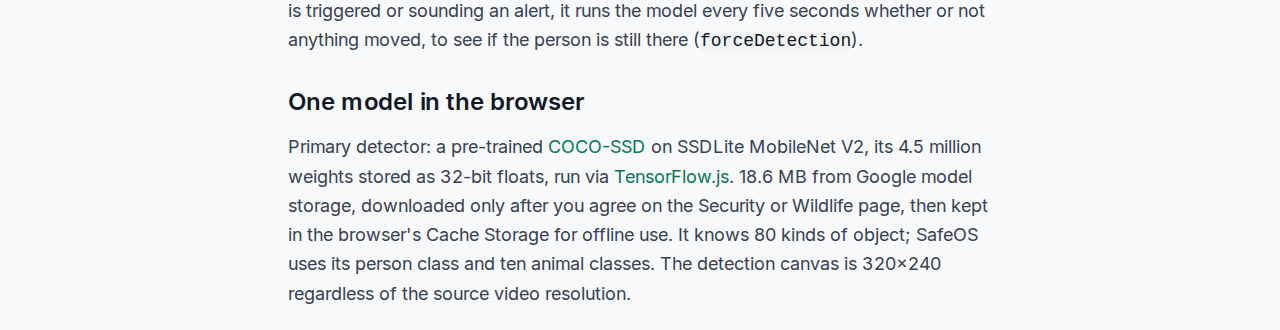 is triggered or sounding an alert, it runs the model every five seconds whether or not
anything moved, to see if the person is still there (forceDetection).
One model in the browser
Primary detector: a pre-trained COCO-SSD on SSDLite MobileNet V2, its 4.5 million
weights stored as 32-bit floats, run via TensorFlow.js. 18.6 MB from Google model
storage, downloaded only after you agree on the Security or Wildlife page, then kept
in the browser's Cache Storage for offline use. It knows 80 kinds of object; SafeOS
uses its person class and ten animal classes. The detection canvas is 320×240
regardless of the source video resolution.